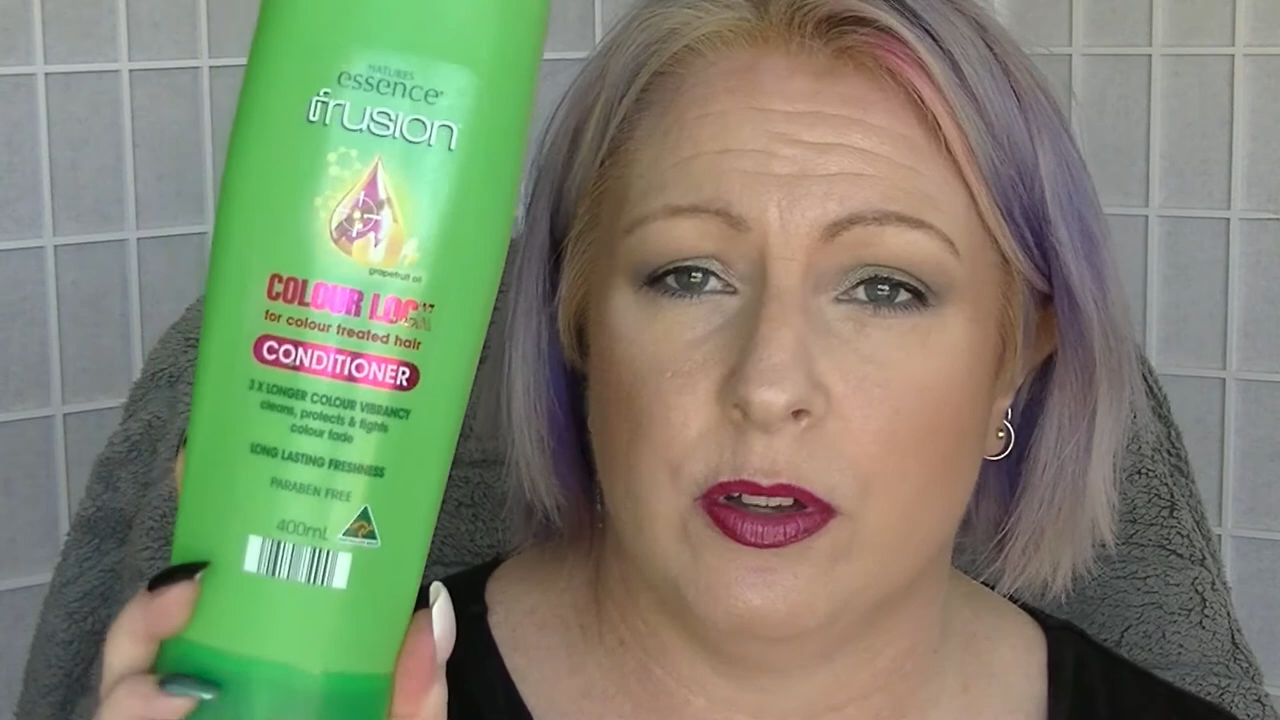 NATURES
essence
frusion
grapefruit oil
COLOUR LOC
for colour treated hair
CONDITIONER
3 X LONGER COLOUR VIBRANCY
cleans, protects & fights
colour fade
LONG LASTING FRESHNESS
PARABEN FREE
400mL